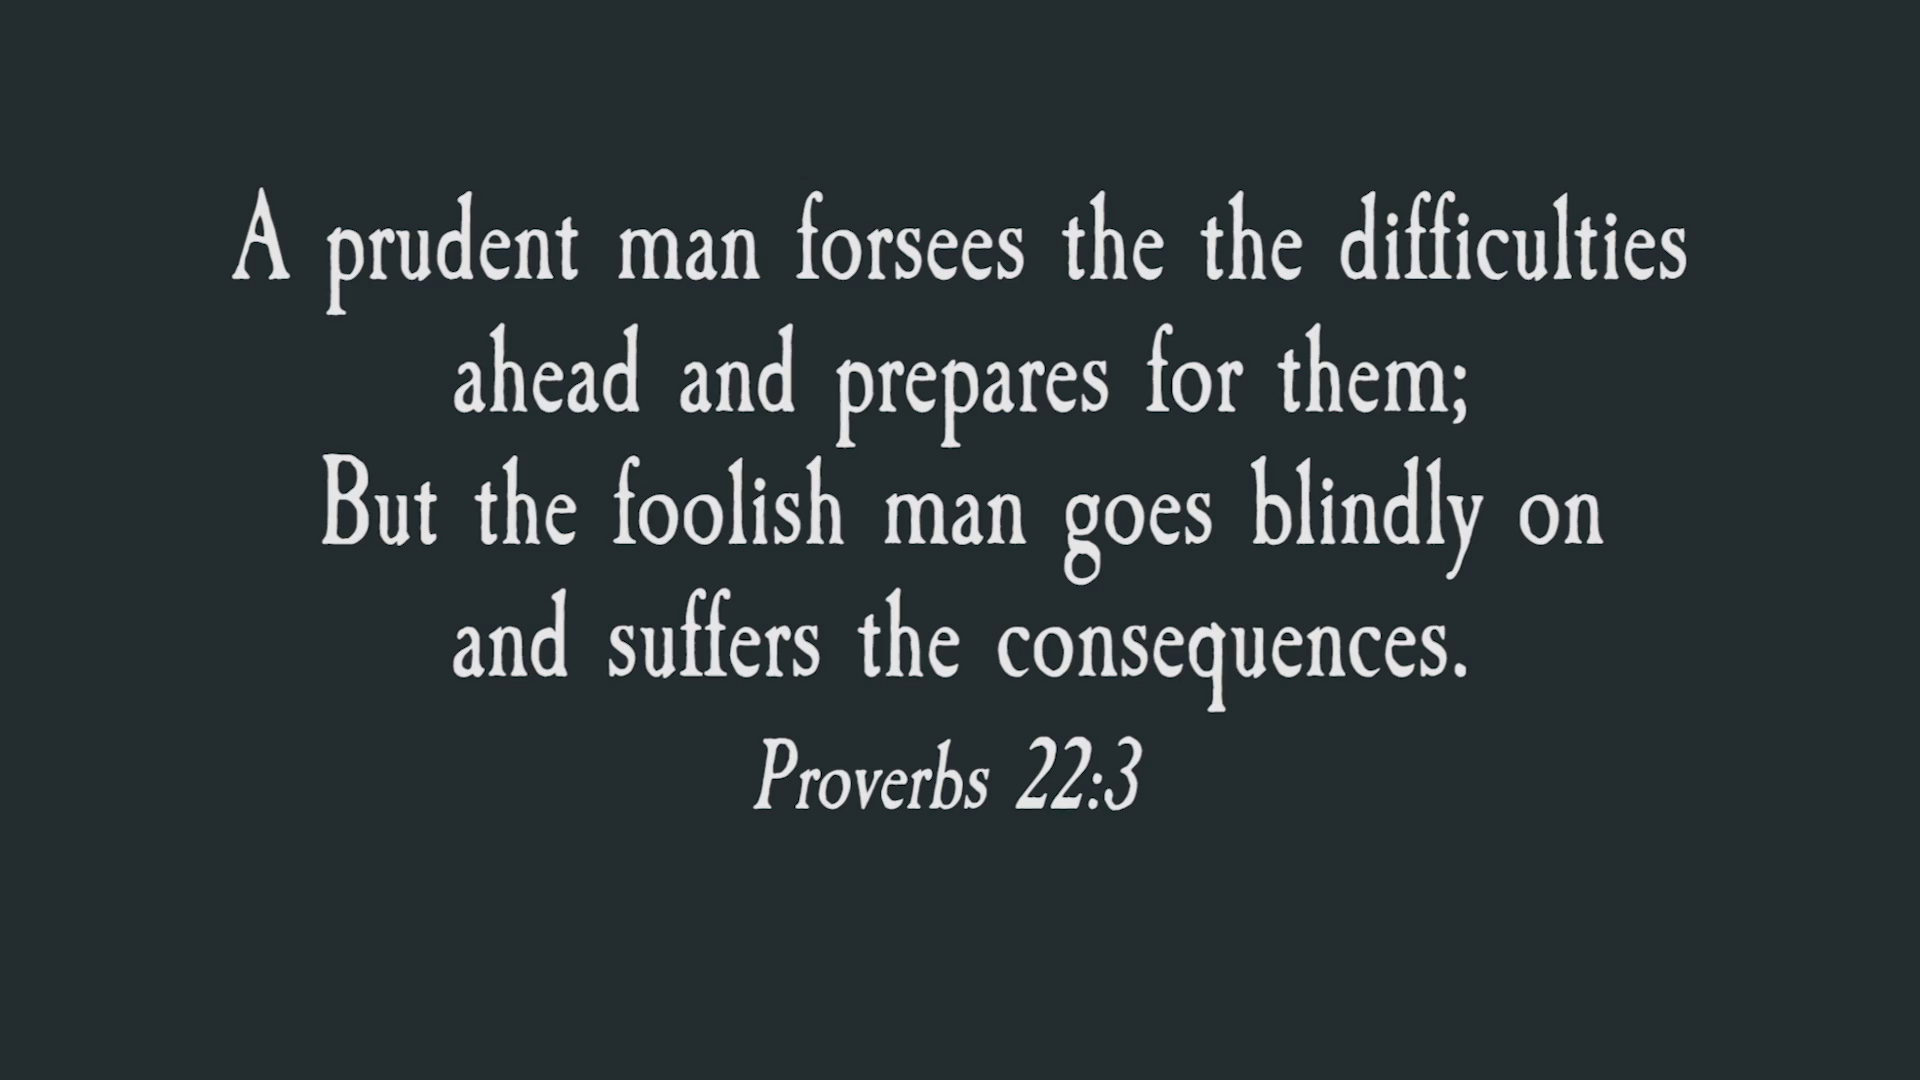 A prudent man forsees the the difficulties
ahead and prepares for them;
But the foolish man goes blindly on
and suffers the consequences.
Proverbs 22:3